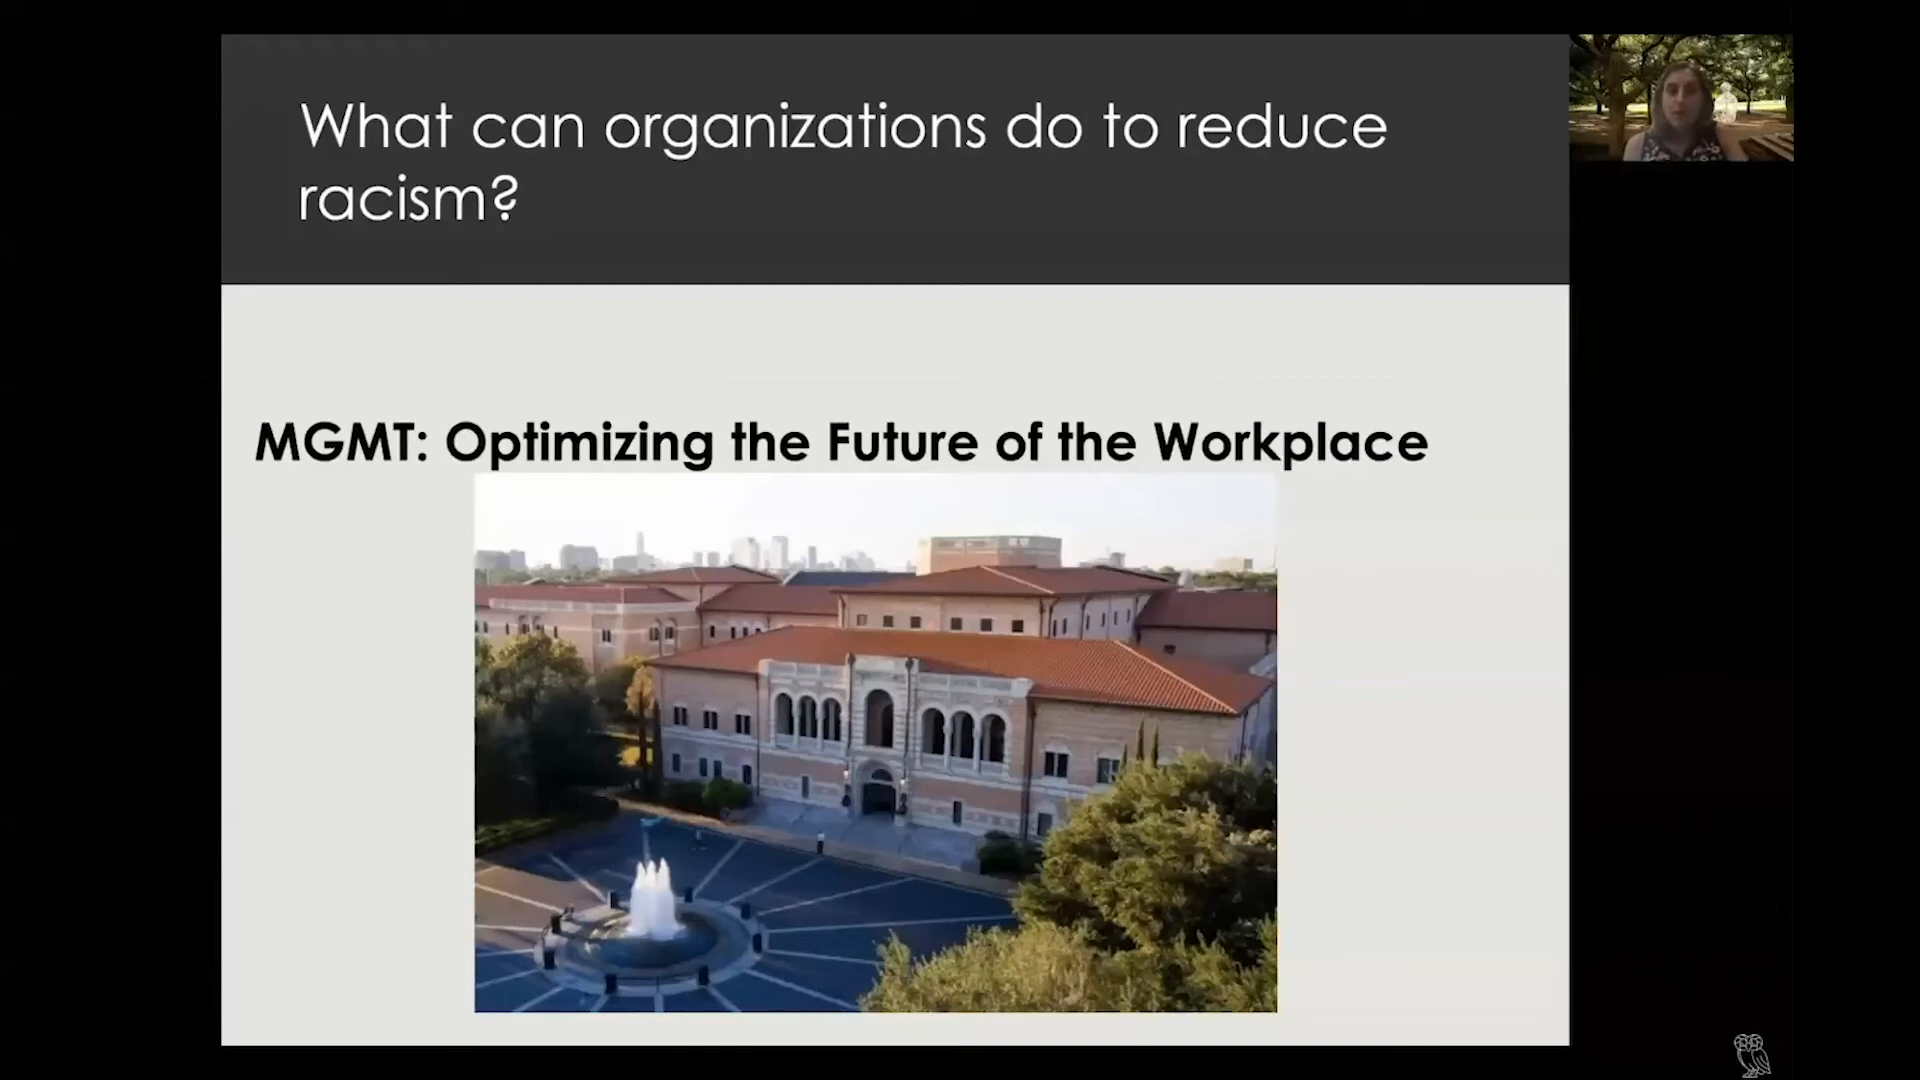 What can organizations do to reduce
racism?
MGMT: Optimizing the Future of the Workplace